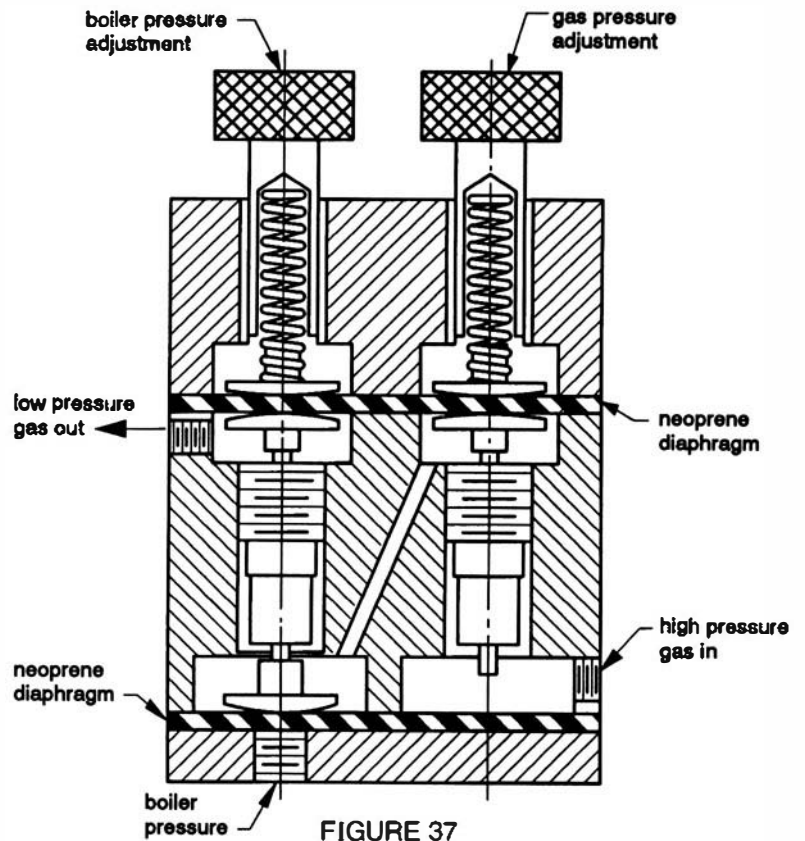 boiler pressure
adjustment
gas pressure
adjustment
low pressure
gas out
neoprene
diaphragm
high pressure
gas in
neoprene
diaphragm
boiler
pressure
FIGURE 37